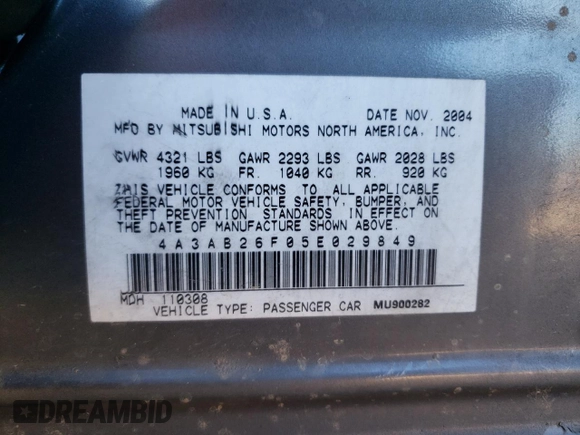 MADE IN U.S.A. DATE NOV. 2004
MFD BY MITSUBISHI MOTORS NORTH AMERICA, INC.
GVWR 4321 LBS GAWR 2293 LBS GAWR 2028 LBS
1960 KG FR. 1040 KG RR. 920 KG
THIS VEHICLE CONFORMS TO ALL APPLICABLE
FEDERAL MOTOR VEHICLE SAFETY, BUMPER, AND
THEFT PREVENTION STANDARDS IN EFFECT ON
THE DATE OF MANUFACTURE SHOWN ABOVE.
4A3AB26F05E029849
MDH 110308
VEHICLE TYPE: PASSENGER CAR MU900282
DREAMBID